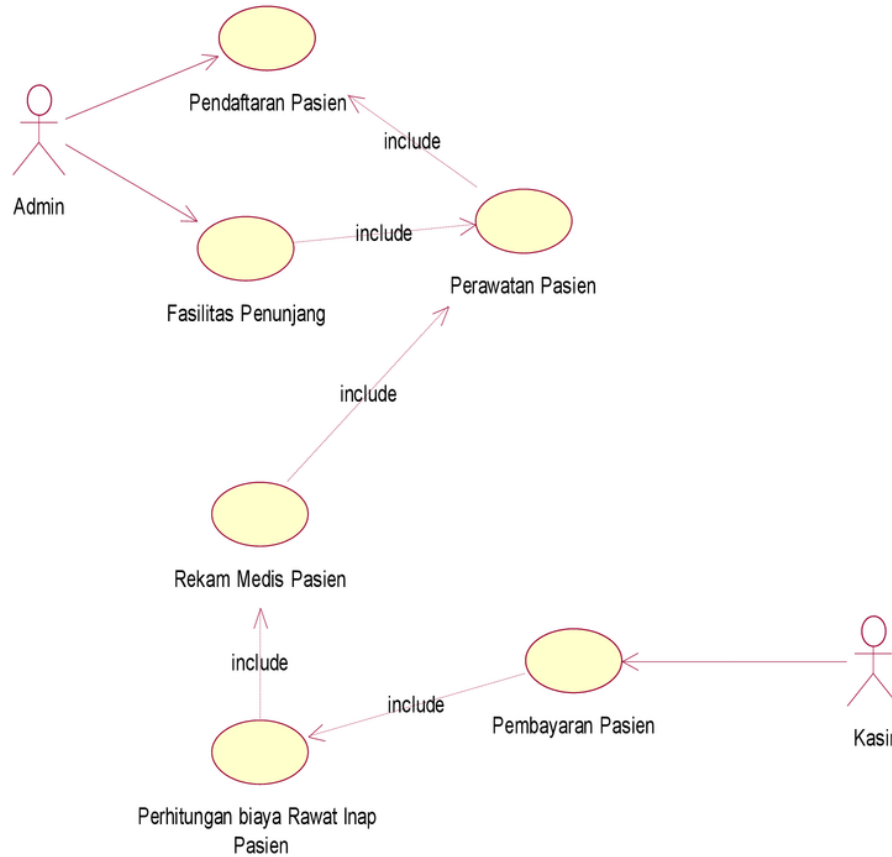 Pendaftaran Pasien
include
Admin
include
Perawatan Pasien
Fasilitas Penunjang
include
Rekam Medis Pasien
include
include
Pembayaran Pasien
Kasir
Perhitungan biaya Rawat Inap
Pasien